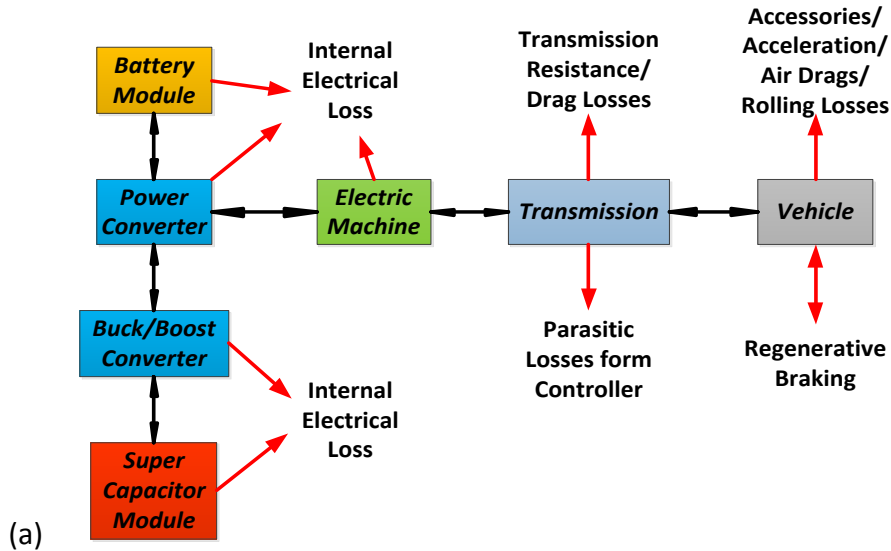 Battery
Module
Internal
Electrical
Loss
Transmission
Resistance/
Drag Losses
Accessories/
Acceleration/
Air Drags/
Rolling Losses
Power
Converter
Electric
Machine
Transmission
Vehicle
Buck/Boost
Converter
Internal
Electrical
Loss
Parasitic
Losses form
Controller
Regenerative
Braking
Super
Capacitor
Module
(a)